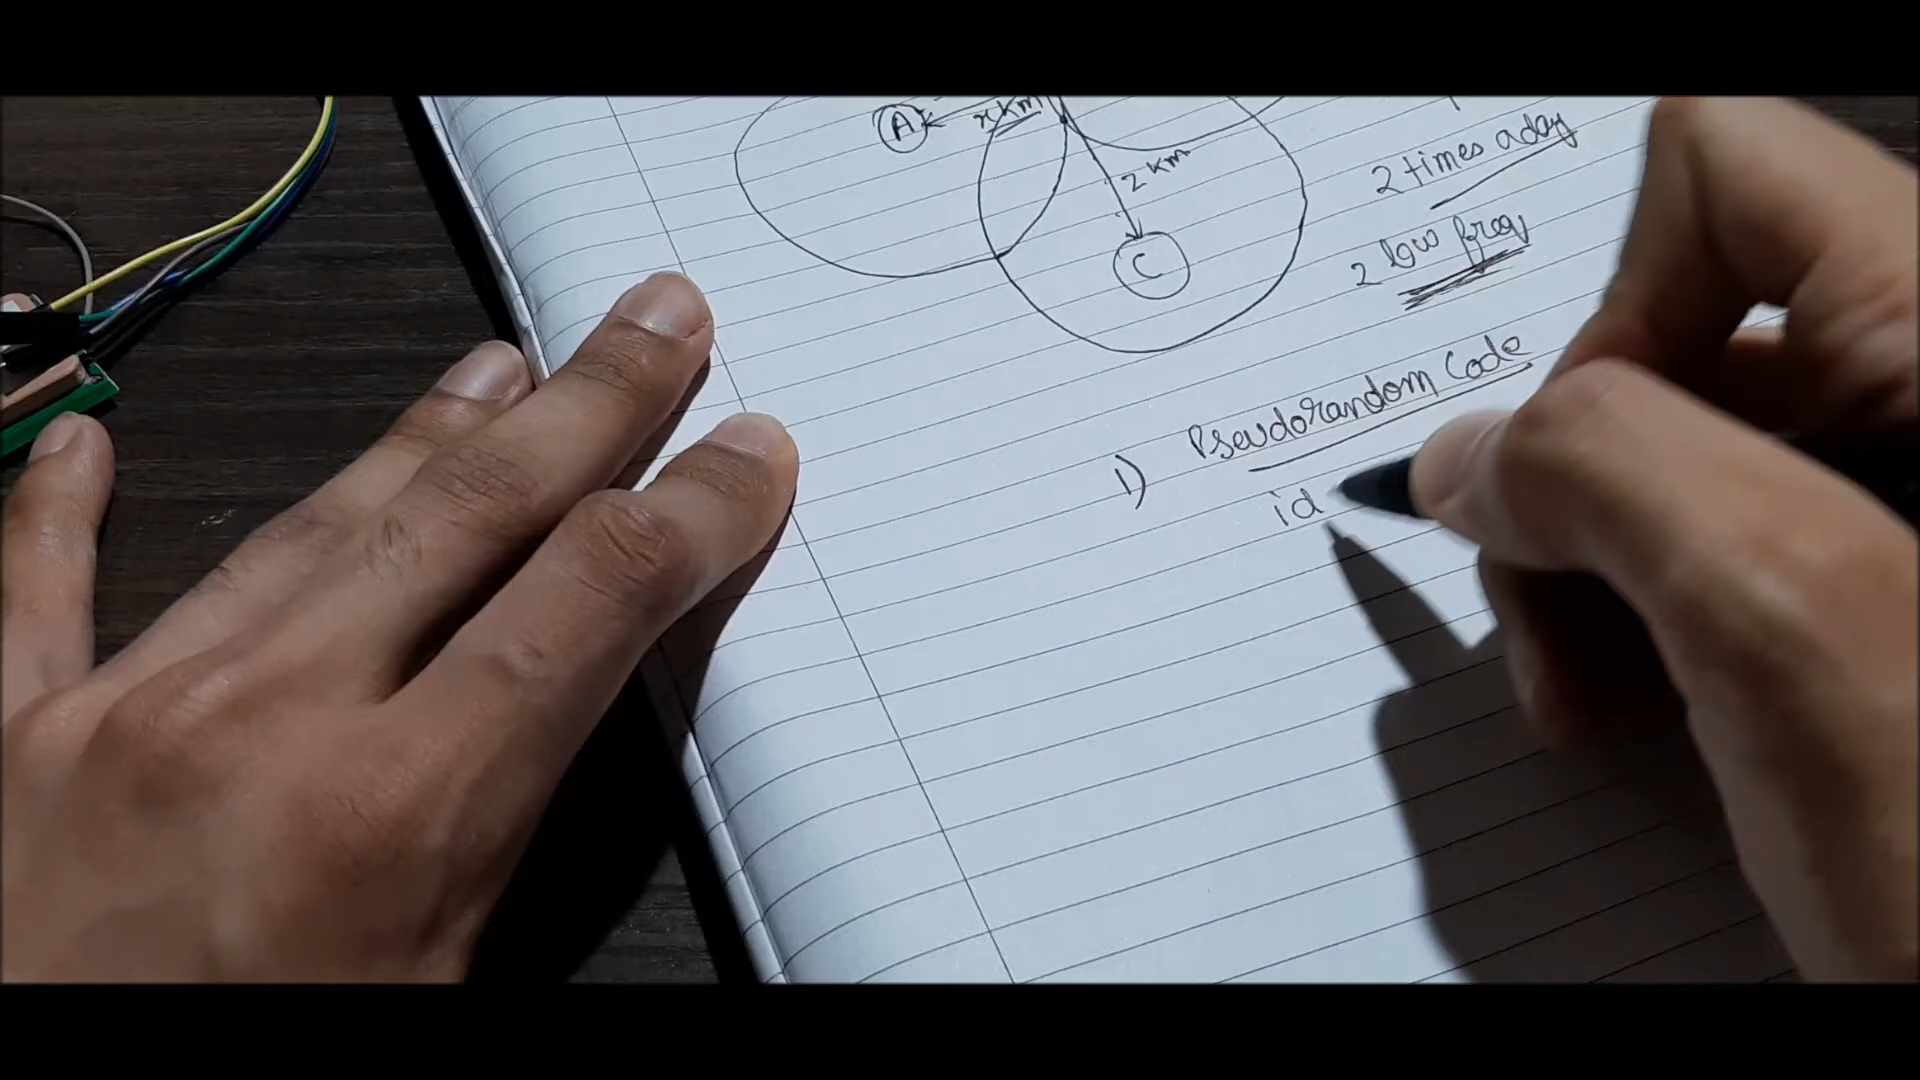 A
x km
2 km
C
2 times a day
2 low freq
1) Pseudorandom Code
id